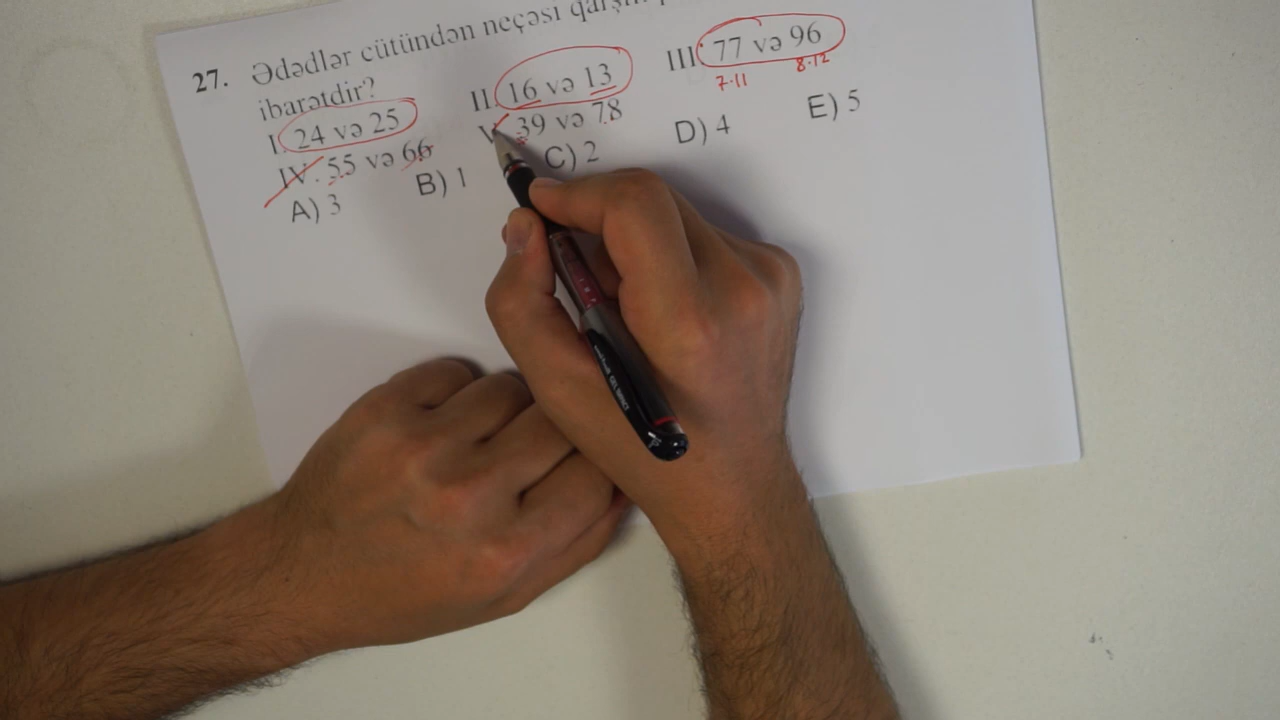 27. Ədədlər cütündən neçəsi
ibarətdir?
I. 24 və 25 II. 16 və 13 III 77 və 96
7·11 8·12
IV. 55 və 66 V. 39 və 78
A) 3 B) 1 C) 2 D) 4 E) 5